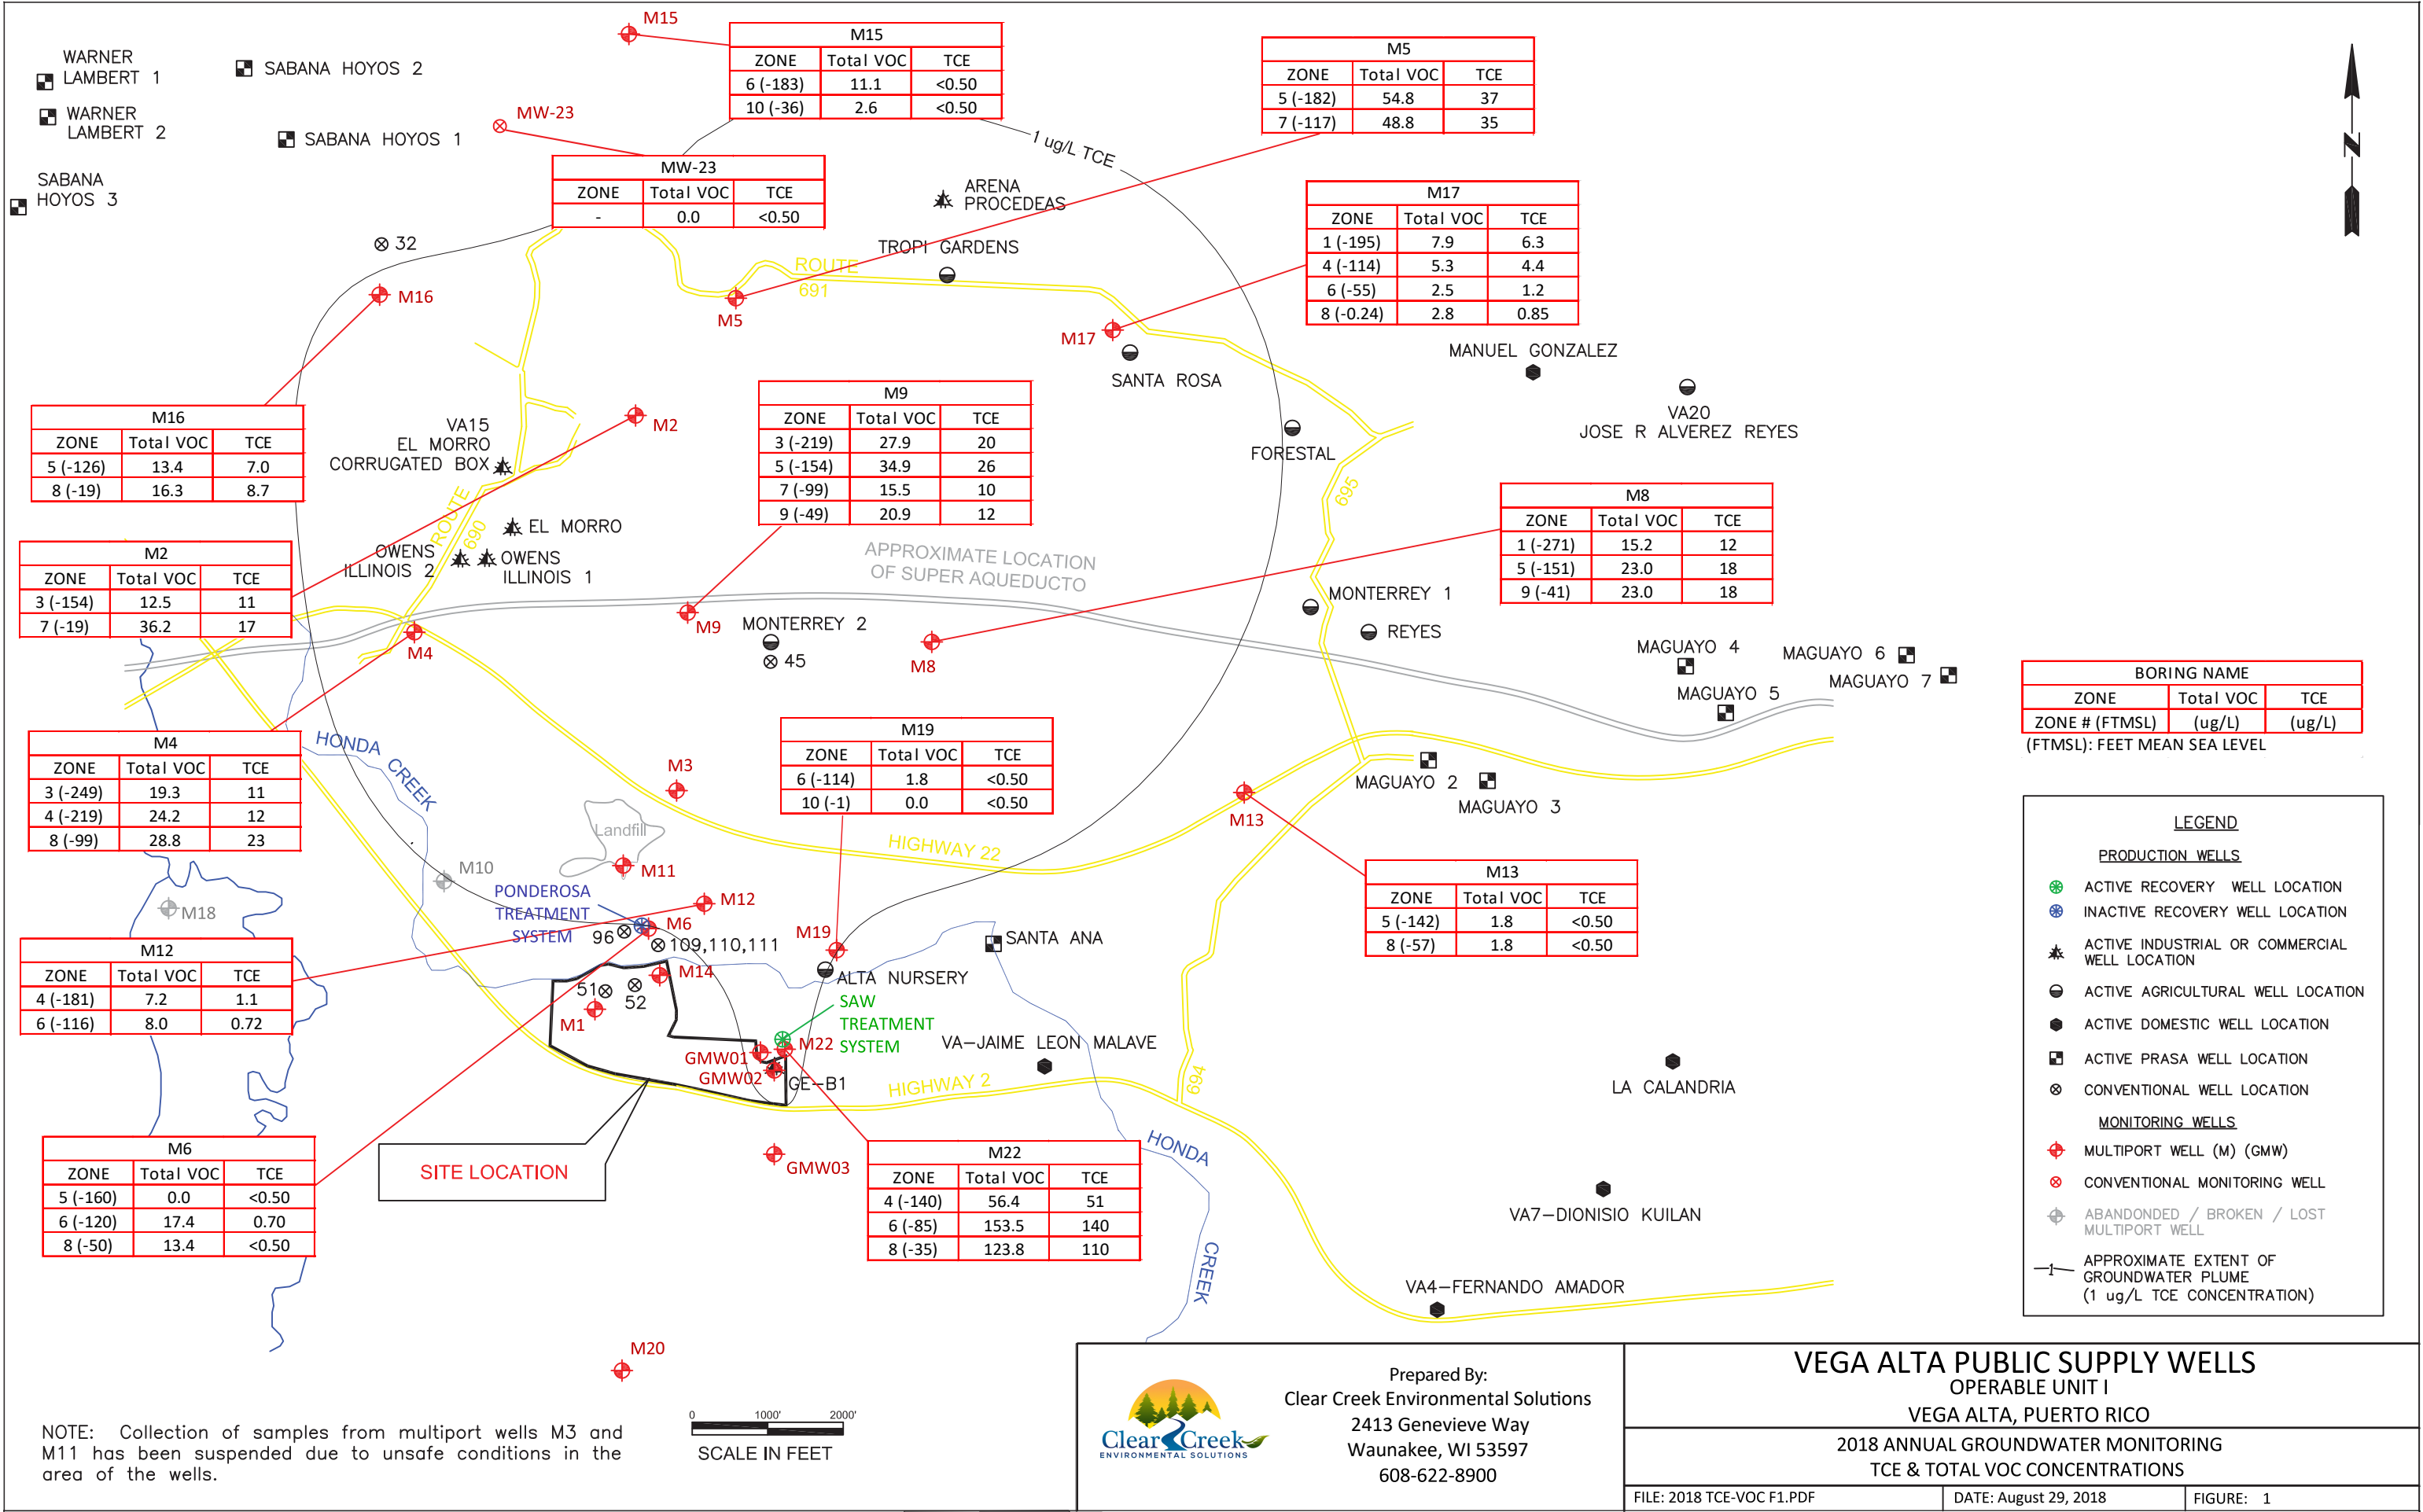 M15
WARNER
LAMBERT 1
SABANA HOYOS 2
WARNER
LAMBERT 2
SABANA HOYOS 1
MW-23
SABANA
HOYOS 3
M15
ZONE Total VOC TCE
6 (-183) 11.1 <0.50
10 (-36) 2.6 <0.50
M5
ZONE Total VOC TCE
5 (-182) 54.8 37
7 (-117) 48.8 35
N
1 ug/L TCE
MW-23
ZONE Total VOC TCE
- 0.0 <0.50
ARENA
PROCEDEAS
TROPI GARDENS
M17
ZONE Total VOC TCE
1 (-195) 7.9 6.3
4 (-114) 5.3 4.4
6 (-55) 2.5 1.2
8 (-0.24) 2.8 0.85
32
M16
ROUTE
691
M5
M17
SANTA ROSA
MANUEL GONZALEZ
VA20
JOSE R ALVEREZ REYES
FORESTAL
M16
ZONE Total VOC TCE
5 (-126) 13.4 7.0
8 (-19) 16.3 8.7
VA15
EL MORRO
CORRUGATED BOX
M2
M9
ZONE Total VOC TCE
3 (-219) 27.9 20
5 (-154) 34.9 26
7 (-99) 15.5 10
9 (-49) 20.9 12
695
M8
ZONE Total VOC TCE
1 (-271) 15.2 12
5 (-151) 23.0 18
9 (-41) 23.0 18
ROUTE
690
EL MORRO
OWENS
ILLINOIS 2
OWENS
ILLINOIS 1
APPROXIMATE LOCATION
OF SUPER AQUEDUCTO
M2
ZONE Total VOC TCE
3 (-154) 12.5 11
7 (-19) 36.2 17
M4
M9
MONTERREY 2
45
M8
MONTERREY 1
REYES
MAGUAYO 4
MAGUAYO 6
MAGUAYO 7
MAGUAYO 5
BORING NAME
ZONE Total VOC TCE
ZONE # (FTMSL) (ug/L) (ug/L)
(FTMSL): FEET MEAN SEA LEVEL
M4
ZONE Total VOC TCE
3 (-249) 19.3 11
4 (-219) 24.2 12
8 (-99) 28.8 23
HONDA
CREEK
M3
M19
ZONE Total VOC TCE
6 (-114) 1.8 <0.50
10 (-1) 0.0 <0.50
MAGUAYO 2
MAGUAYO 3
M13
Landfill
HIGHWAY 22
M10
M11
M18
PONDEROSA
TREATMENT
SYSTEM
M12
M6
96
109,110,111
M19
SANTA ANA
M13
ZONE Total VOC TCE
5 (-142) 1.8 <0.50
8 (-57) 1.8 <0.50
M12
ZONE Total VOC TCE
4 (-181) 7.2 1.1
6 (-116) 8.0 0.72
M14
51
52
M1
ALTA NURSERY
SAW
TREATMENT
SYSTEM
M22
GMW01
GMW02
GE-B1
VA-JAIME LEON MALAVE
HIGHWAY 2
694
LA CALANDRIA
M6
ZONE Total VOC TCE
5 (-160) 0.0 <0.50
6 (-120) 17.4 0.70
8 (-50) 13.4 <0.50
SITE LOCATION
GMW03
M22
ZONE Total VOC TCE
4 (-140) 56.4 51
6 (-85) 153.5 140
8 (-35) 123.8 110
HONDA
CREEK
VA7-DIONISIO KUILAN
VA4-FERNANDO AMADOR
LEGEND
PRODUCTION WELLS
ACTIVE RECOVERY WELL LOCATION
INACTIVE RECOVERY WELL LOCATION
ACTIVE INDUSTRIAL OR COMMERCIAL
WELL LOCATION
ACTIVE AGRICULTURAL WELL LOCATION
ACTIVE DOMESTIC WELL LOCATION
ACTIVE PRASA WELL LOCATION
CONVENTIONAL WELL LOCATION
MONITORING WELLS
MULTIPORT WELL (M) (GMW)
CONVENTIONAL MONITORING WELL
ABANDONDED / BROKEN / LOST
MULTIPORT WELL
1
APPROXIMATE EXTENT OF
GROUNDWATER PLUME
(1 ug/L TCE CONCENTRATION)
M20
NOTE: Collection of samples from multiport wells M3 and
M11 has been suspended due to unsafe conditions in the
area of the wells.
0 1000' 2000'
SCALE IN FEET
Clear Creek
ENVIRONMENTAL SOLUTIONS
Prepared By:
Clear Creek Environmental Solutions
2413 Genevieve Way
Waunakee, WI 53597
608-622-8900
VEGA ALTA PUBLIC SUPPLY WELLS
OPERABLE UNIT I
VEGA ALTA, PUERTO RICO
2018 ANNUAL GROUNDWATER MONITORING
TCE & TOTAL VOC CONCENTRATIONS
FILE: 2018 TCE-VOC F1.PDF
DATE: August 29, 2018
FIGURE: 1